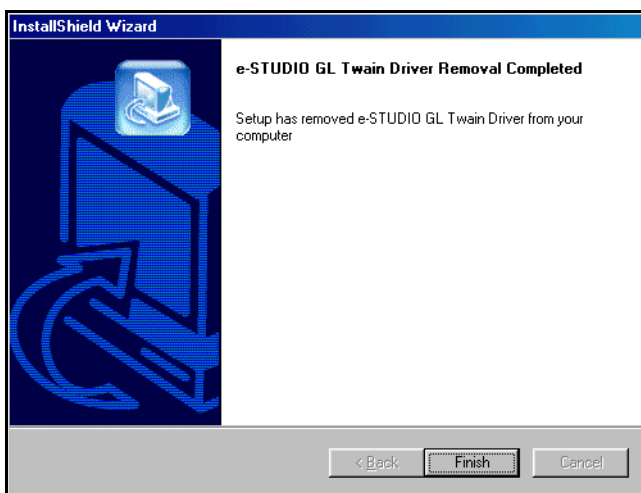 InstallShield Wizard
e-STUDIO GL Twain Driver Removal Completed
Setup has removed e-STUDIO GL Twain Driver from your
computer
< Back Finish Cancel